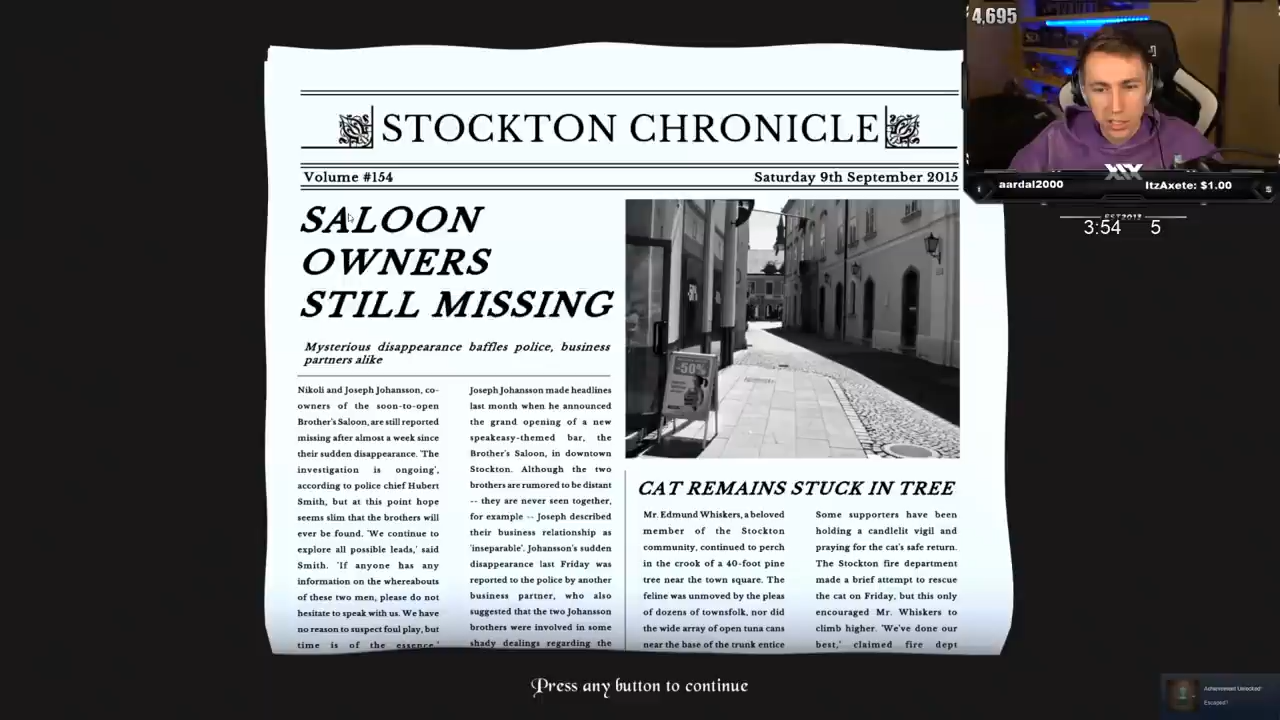 4,695
STOCKTON CHRONICLE
Volume #154
Saturday 9th September 2015
aardal2000
ItzAxete: $1.00
EST2013
3:54 5
SALOON
OWNERS
STILL MISSING
Mysterious disappearance baffles police, business
partners alike
Nikoli and Joseph Johansson, co-
owners of the soon-to-open
Brother's Saloon, are still reported
missing after almost a week since
their sudden disappearance. 'The
investigation is ongoing',
according to police chief Hubert
Smith, but at this point hope
seems slim that the brothers will
ever be found. 'We continue to
explore all possible leads,' said
Smith. 'If anyone has any
information on the whereabouts
of these two men, please do not
hesitate to speak with us. We have
no reason to suspect foul play, but
time is of the essence.'
Joseph Johansson made headlines
last month when he announced
the grand opening of a new
speakeasy-themed bar, the
Brother's Saloon, in downtown
Stockton. Although the two
brothers are rumored to be distant
-- they are never seen together,
for example -- Joseph described
their business relationship as
'inseparable'. Johansson's sudden
disappearance last Friday was
reported to the police by another
business partner, who also
suggested that the two Johansson
brothers were involved in some
shady dealings regarding the
-50%
CAT REMAINS STUCK IN TREE
Mr. Edmund Whiskers, a beloved
member of the Stockton
community, continued to perch
in the crook of a 40-foot pine
tree near the town square. The
feline was unmoved by the pleas
of dozens of townsfolk, nor did
the wide array of open tuna cans
near the base of the trunk entice
Some supporters have been
holding a candlelit vigil and
praying for the cat's safe return.
The Stockton fire department
made a brief attempt to rescue
the cat on Friday, but this only
encouraged Mr. Whiskers to
climb higher. 'We've done our
best,' claimed fire dept
Press any button to continue
Achievement Unlocked!
Escaped?